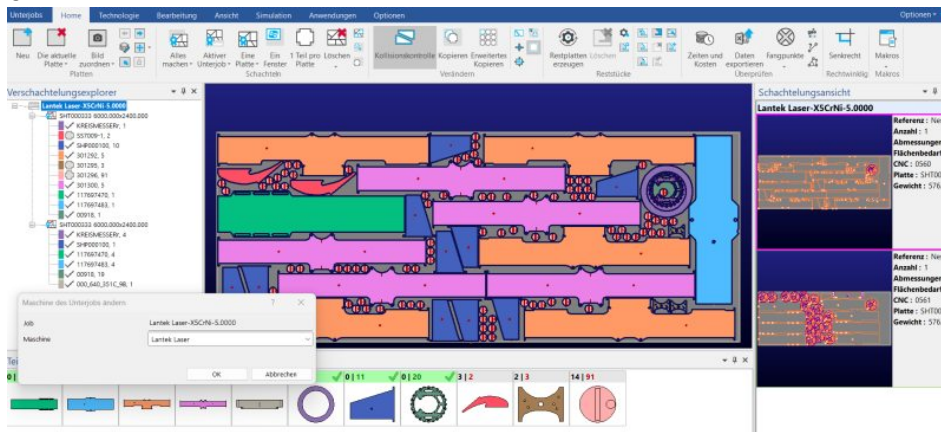 Unterjobs Home Technologie Bearbeitung Ansicht Simulation Anwendungen Optionen
Optionen
Neu Die aktuelle Platte Bild zuordnen
Alles machen Aktiver Unterjob Eine Platte Ein Fenster 1 Teil pro Platte Löschen
Kollisionskontrolle Kopieren Erweitertes Kopieren
Restplatten erzeugen Löschen
Zeiten und Kosten Daten exportieren Fangpunkte
Senkrecht
Makros
Platten Schachteln Verändern Reststücke Überprüfen Rechtwinklig Makros
Verschachtelungsexplorer
Lantek Laser-X5CrNi-5.0000
SHT000333 6000.000x2400.000
KREISMESSERr, 1
SS7009-1, 2
SHP000100, 10
301292, 5
301295, 3
301296, 91
301300, 5
117697470, 1
117697483, 1
00918, 1
SHT000333 6000.000x2400.000
KREISMESSERr, 4
SHP000100, 1
117697470, 4
117697483, 4
00918, 19
000_640_351C_9B, 1
Maschine des Unterjobs ändern ? ×
Job Lantek Laser-X5CrNi-5.0000
Maschine Lantek Laser
OK Abbrechen
0 | 11
0 | 20
3 | 2
2 | 3
14 | 91
Schachtelungsansicht
Lantek Laser-X5CrNi-5.0000
Referenz : Ne
Anzahl : 1
Abmessungen
Flächenbedarf
CNC : 0560
Platte : SHT00
Gewicht : 576
Referenz : Ne
Anzahl : 1
Abmessungen
Flächenbedarf
CNC : 0561
Platte : SHT00
Gewicht : 576